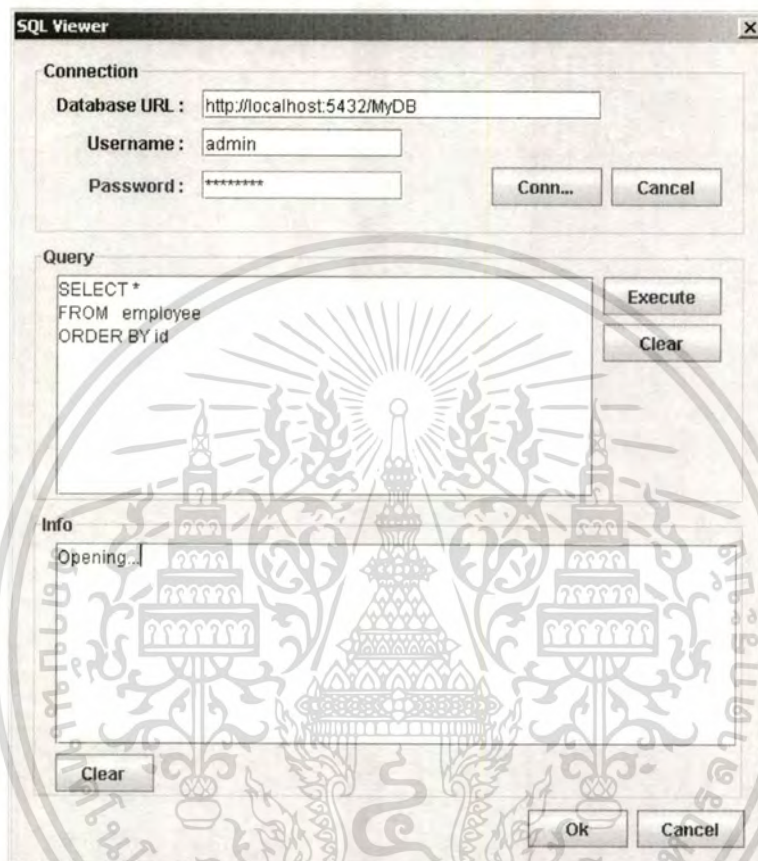 SQL Viewer
Connection
Database URL : http://localhost:5432/MyDB
Username : admin
Password : ********
Conn... Cancel
Query
SELECT *
FROM employee
ORDER BY id
Execute
Clear
Info
Opening...
Clear
Ok Cancel